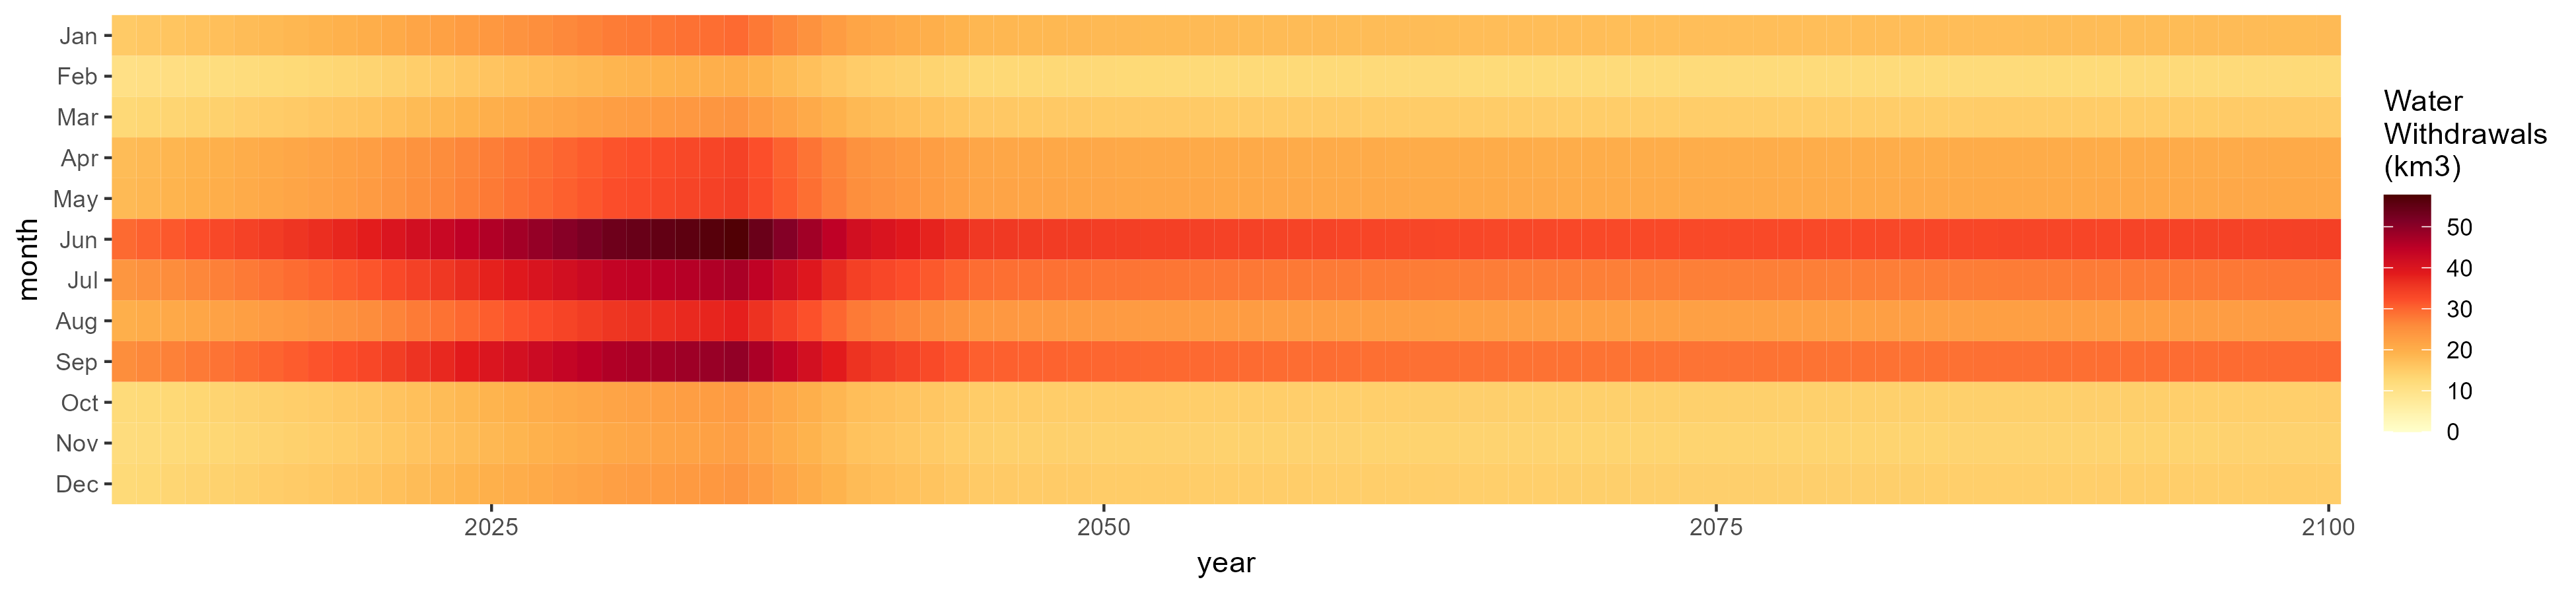 Jan
Feb
Mar
Apr
May
Jun
Jul
Aug
Sep
Oct
Nov
Dec
month
2025
2050
2075
2100
year
Water
Withdrawals
(km3)
50
40
30
20
10
0